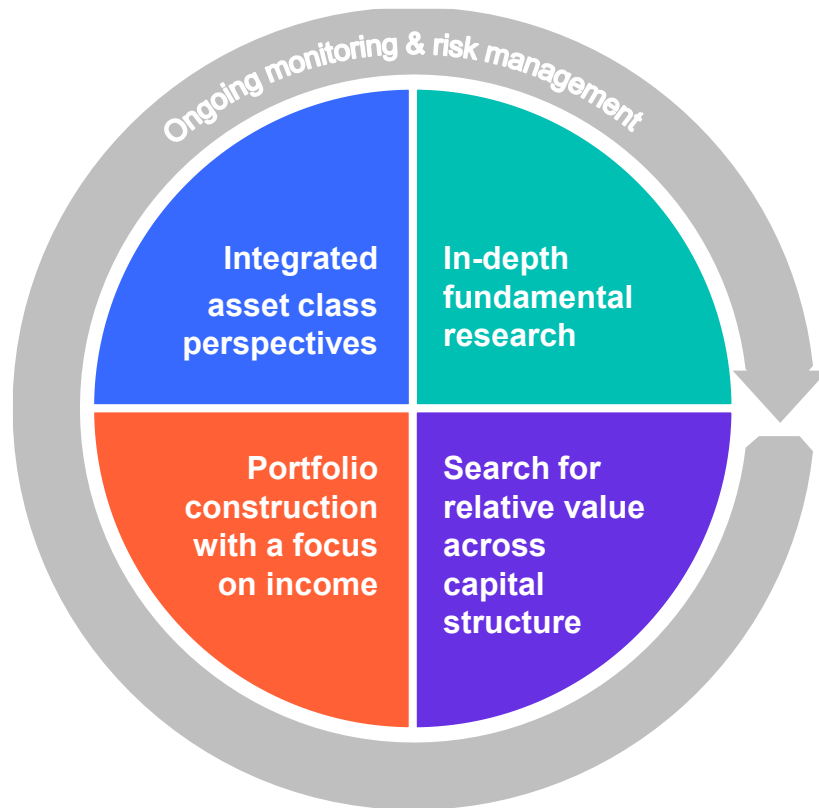 Ongoing monitoring & risk management
Integrated
asset class
perspectives
In-depth
fundamental
research
Portfolio
construction
with a focus
on income
Search for
relative value
across
capital
structure